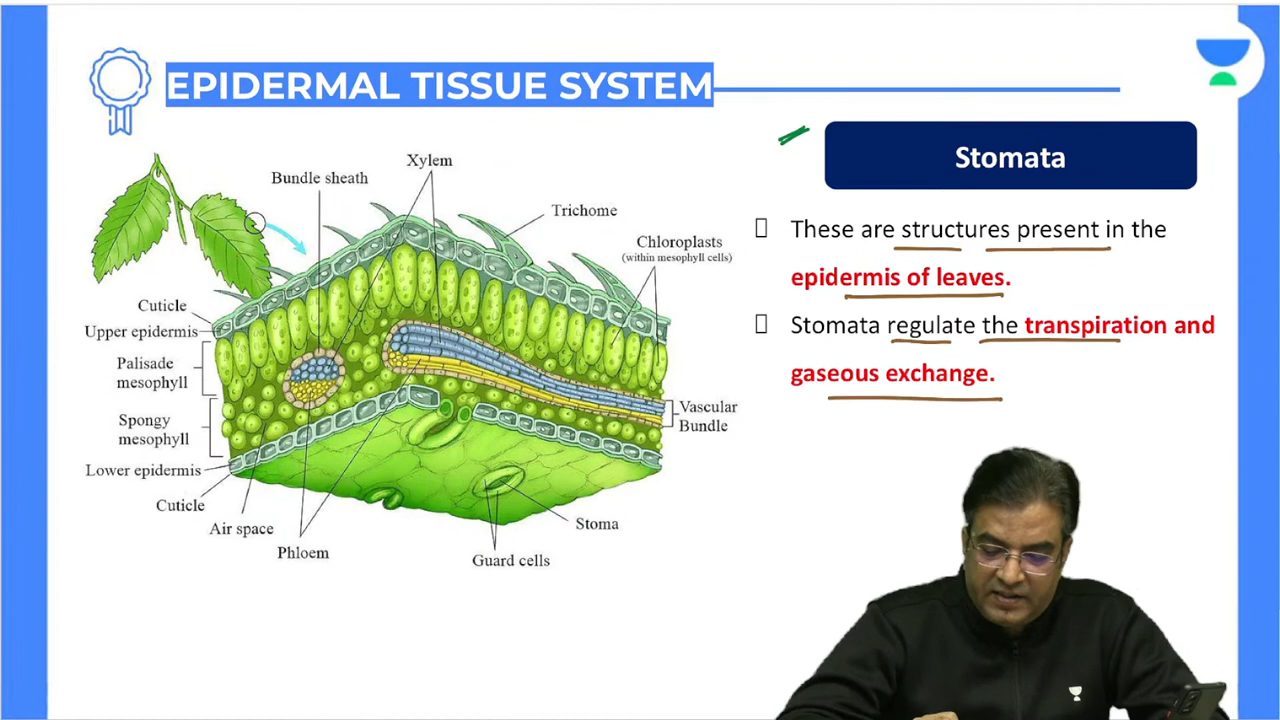 EPIDERMAL TISSUE SYSTEM
Stomata
These are structures present in the
epidermis of leaves.
Stomata regulate the transpiration and
gaseous exchange.
Xylem
Bundle sheath
Trichome
Chloroplasts
(within mesophyll cells)
Cuticle
Upper epidermis
Palisade
mesophyll
Spongy
mesophyll
Vascular
Bundle
Lower epidermis
Cuticle
Air space
Phloem
Stoma
Guard cells